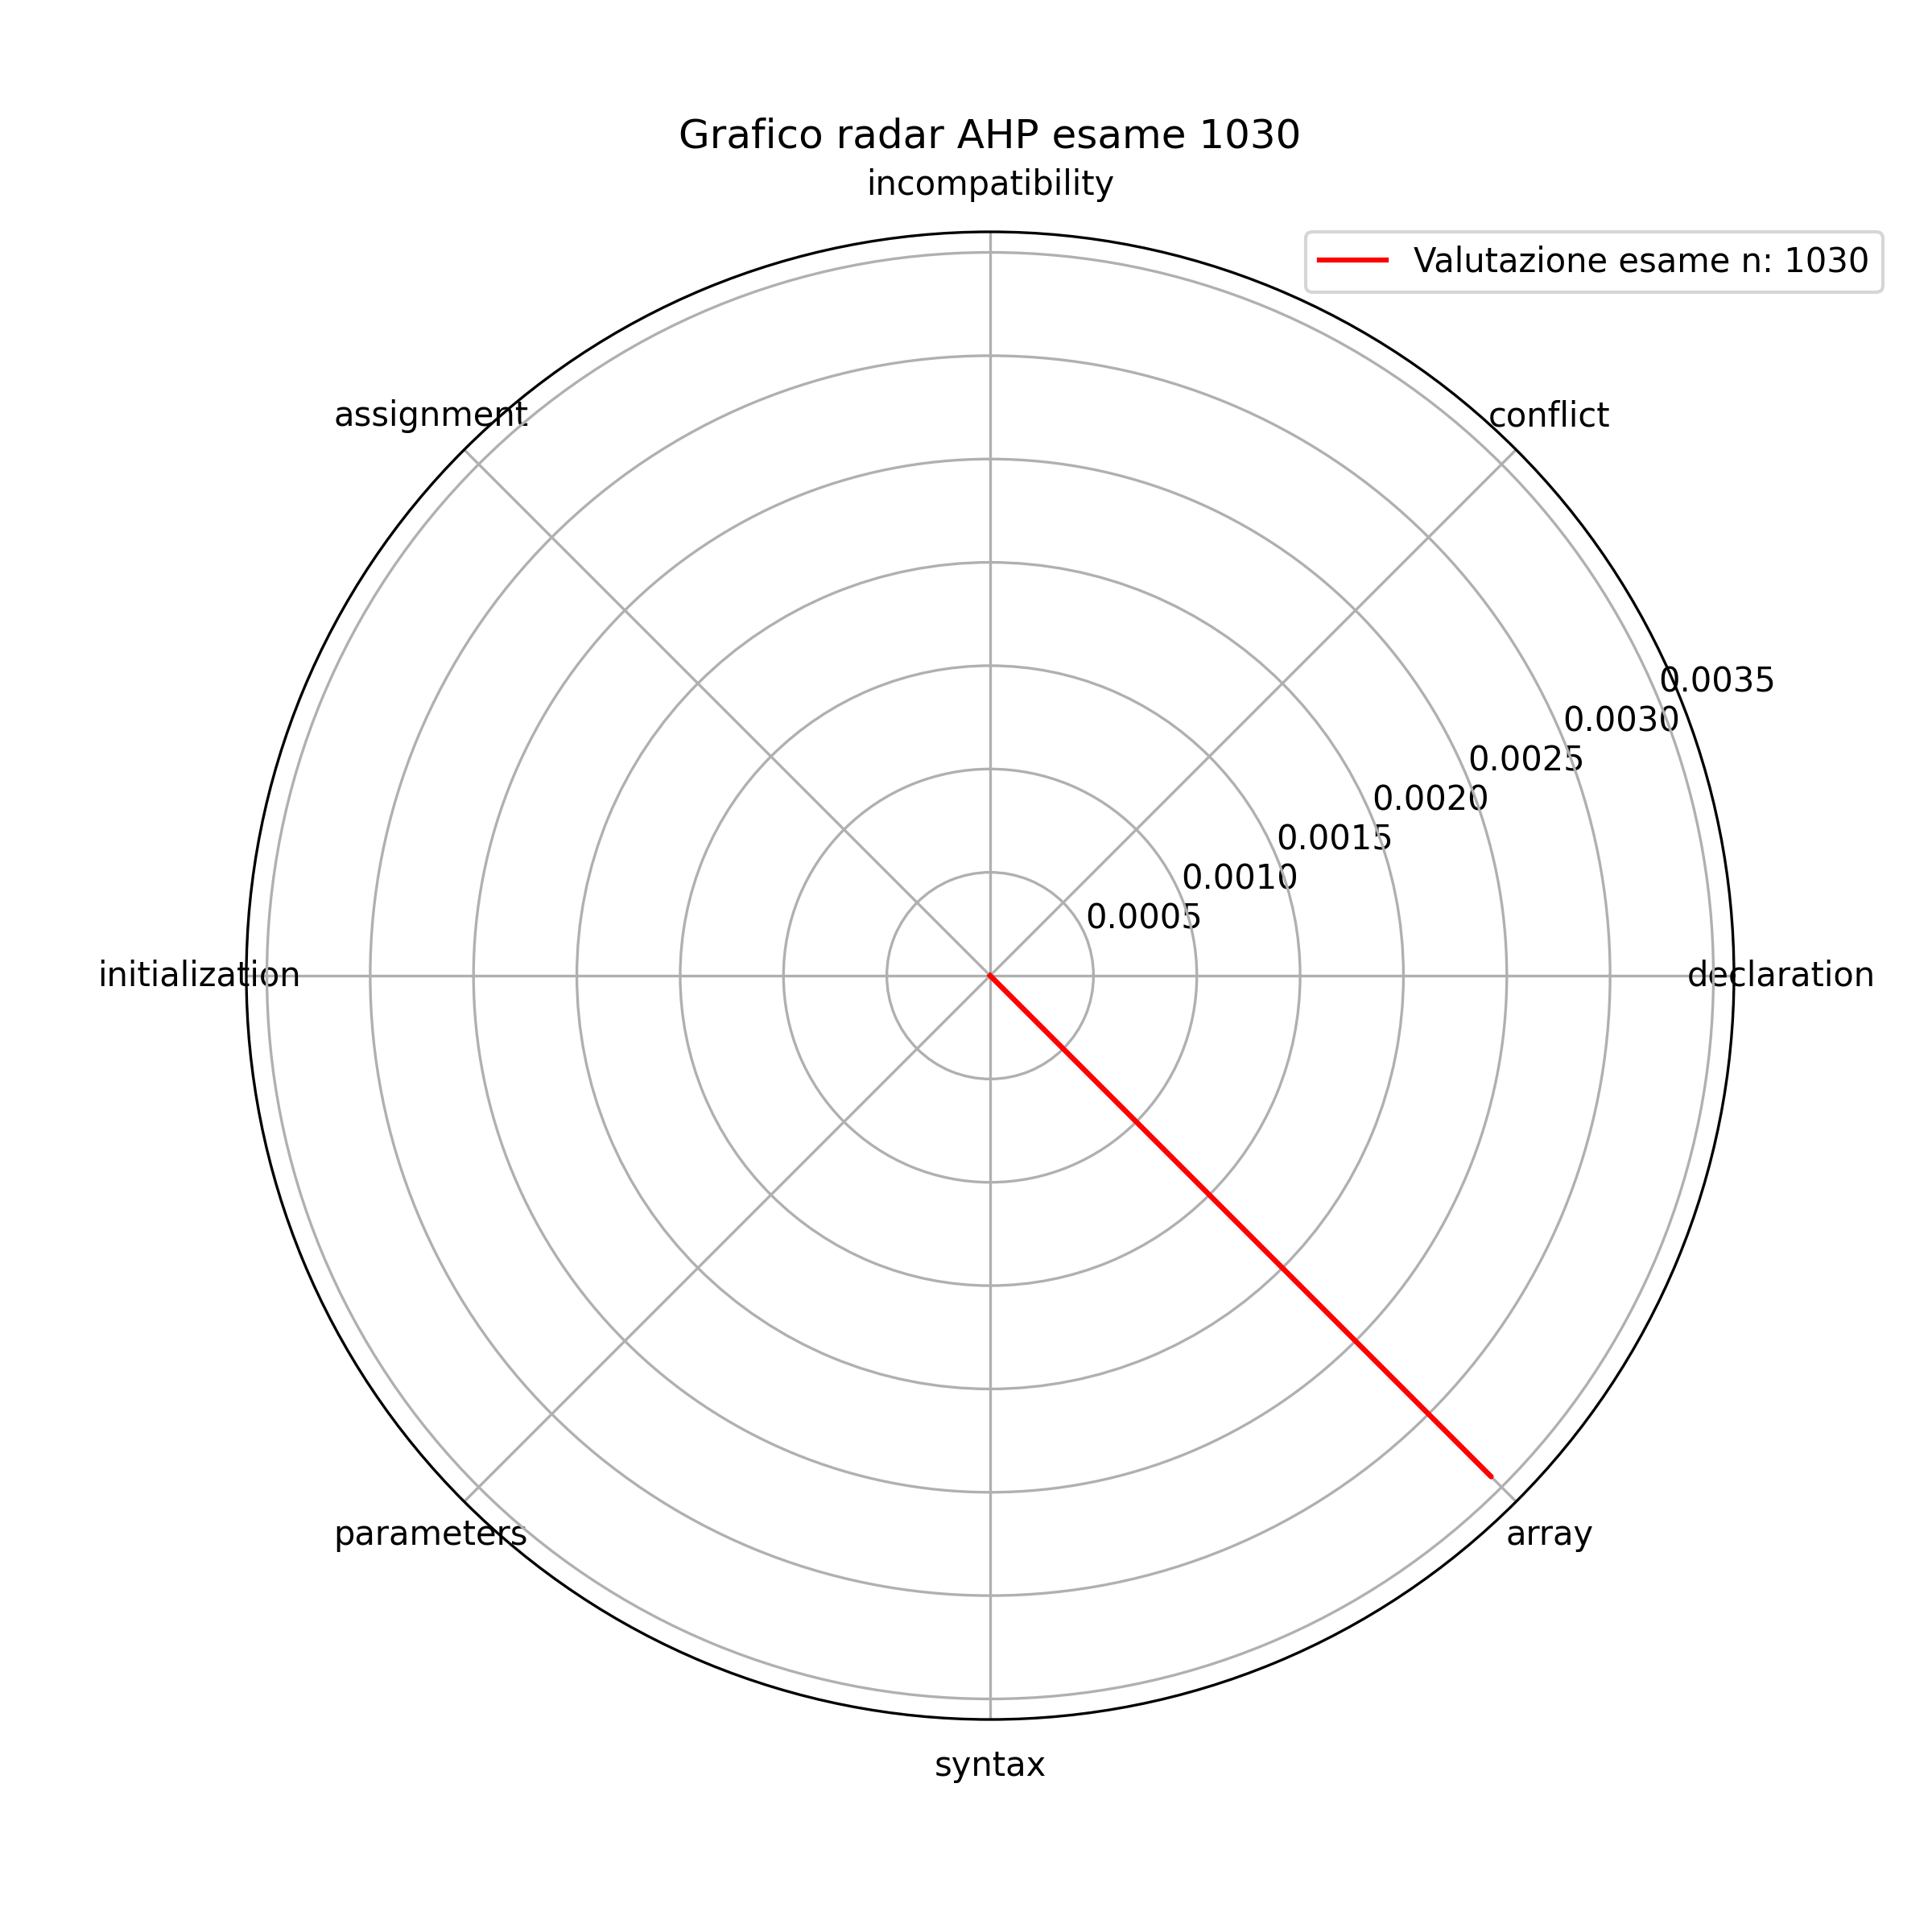 Grafico radar AHP esame 1030
incompatibility
Valutazione esame n: 1030
assignment
conflict
0.0035
0.0030
0.0025
0.0020
0.0015
0.0010
0.0005
initialization
declaration
parameters
array
syntax